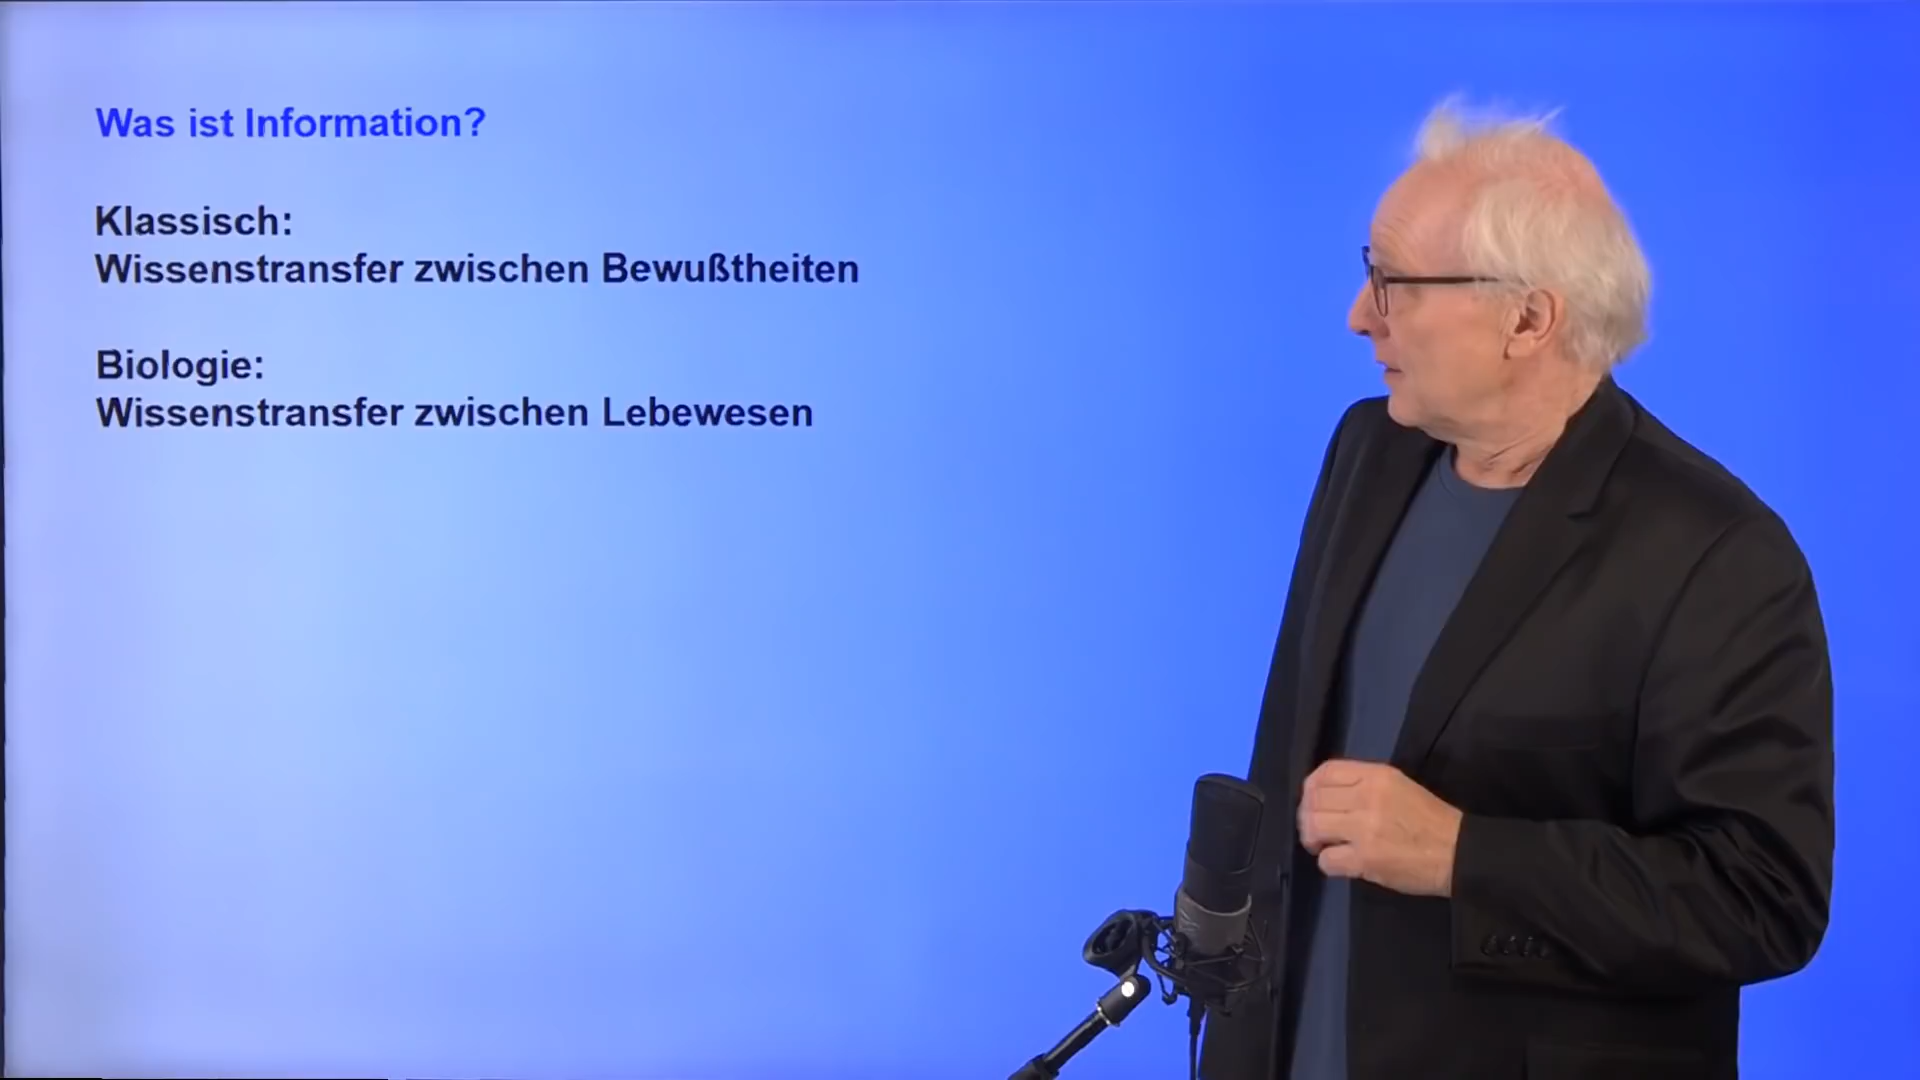 Was ist Information?
Klassisch:
Wissenstransfer zwischen Bewußtheiten
Biologie:
Wissenstransfer zwischen Lebewesen